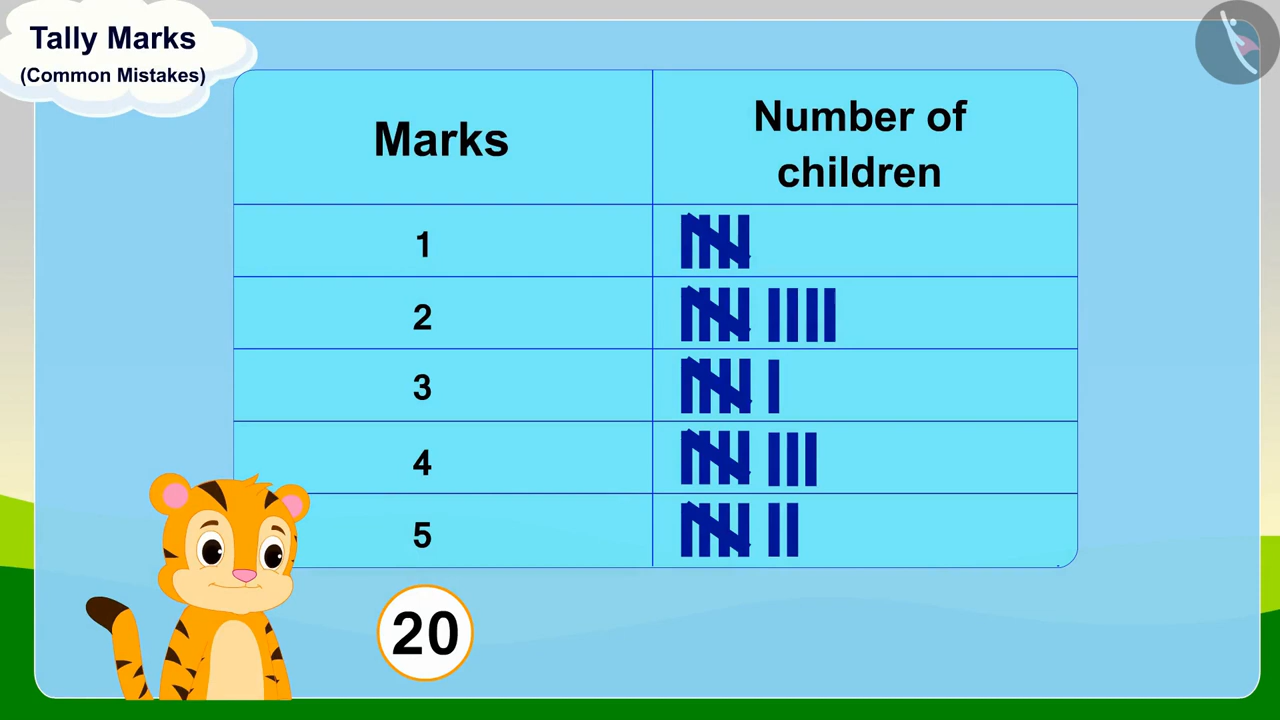 Tally Marks
(Common Mistakes)
Marks
Number of
children
1
2
3
4
5
20